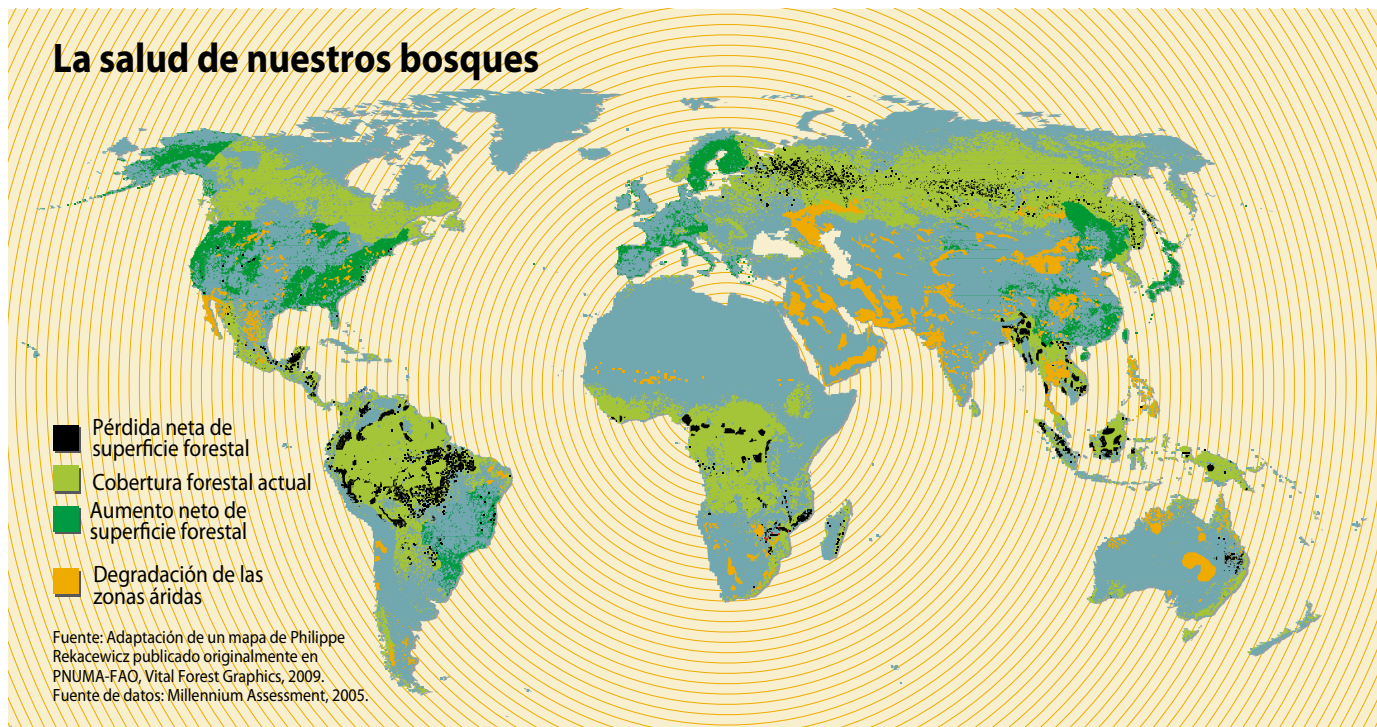 La salud de nuestros bosques
Pérdida neta de
superficie forestal
Cobertura forestal actual
Aumento neto de
superficie forestal
Degradación de las
zonas áridas
Fuente: Adaptación de un mapa de Philippe
Rekacewicz publicado originalmente en
PNUMA-FAO, Vital Forest Graphics, 2009.
Fuente de datos: Millennium Assessment, 2005.